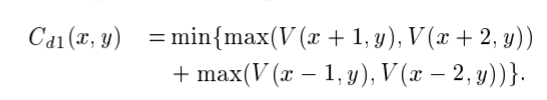 C_{d1}(x, y) = min{max(V(x + 1, y), V(x + 2, y))
+ max(V(x − 1, y), V(x − 2, y))}.